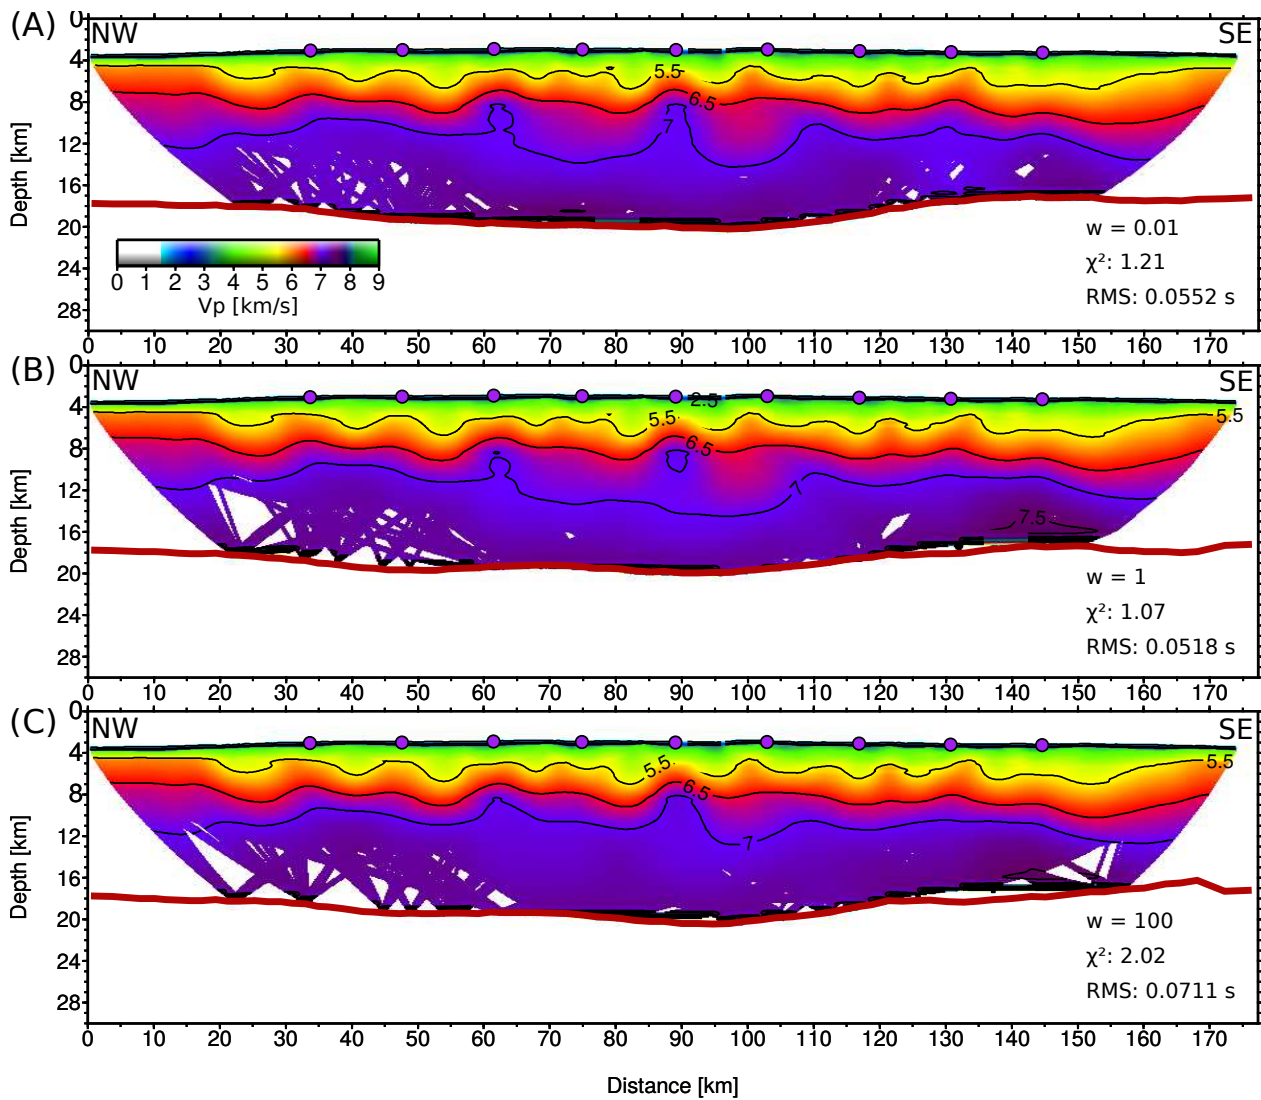 (A)
NW
SE
0
4
8
12
16
20
24
28
Depth [km]
5.5
6.5
7
0 1 2 3 4 5 6 7 8 9
Vp [km/s]
w = 0.01
χ²: 1.21
RMS: 0.0552 s
0 10 20 30 40 50 60 70 80 90 100 110 120 130 140 150 160 170
(B)
NW
SE
0
4
8
12
16
20
24
28
Depth [km]
2.5
5.5
5.5
6.5
7
7.5
w = 1
χ²: 1.07
RMS: 0.0518 s
0 10 20 30 40 50 60 70 80 90 100 110 120 130 140 150 160 170
(C)
NW
SE
0
4
8
12
16
20
24
28
Depth [km]
5.5
5.5
6.5
7
w = 100
χ²: 2.02
RMS: 0.0711 s
0 10 20 30 40 50 60 70 80 90 100 110 120 130 140 150 160 170
Distance [km]